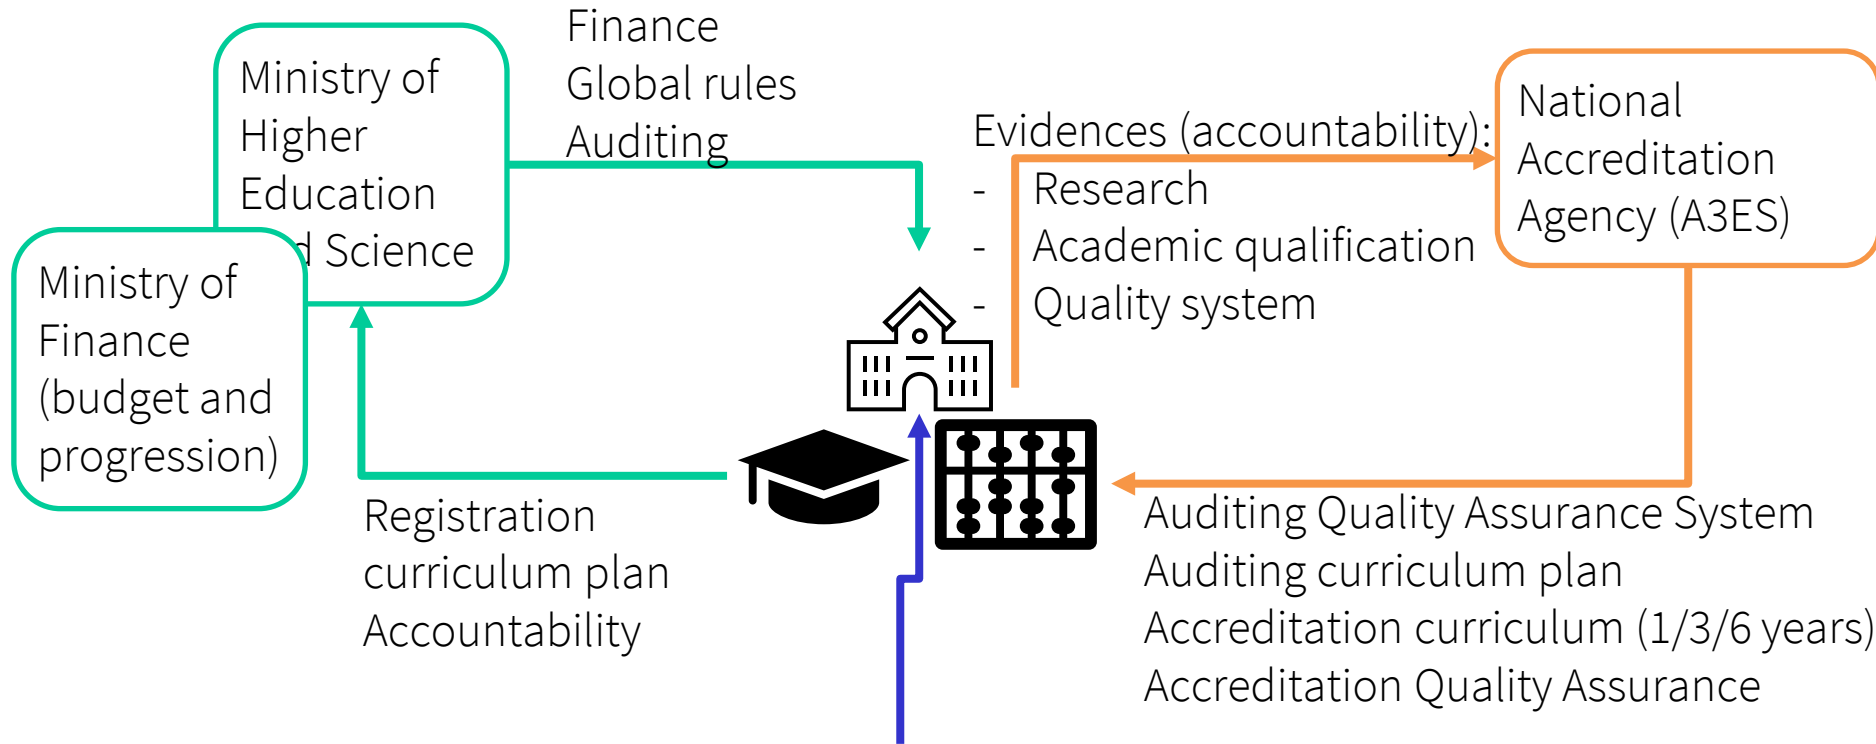 Finance
Global rules
Auditing
Ministry of
Higher
Education
Science
Ministry of
Finance
(budget and
progression)
Registration
curriculum plan
Accountability
Evidences (accountability):
- Research
- Academic qualification
- Quality system
National
Accreditation
Agency (A3ES)
Auditing Quality Assurance System
Auditing curriculum plan
Accreditation curriculum (1/3/6 years)
Accreditation Quality Assurance